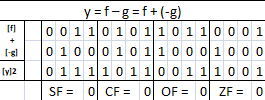 y = f – g = f + (-g)
[f] 0 0 1 1 0 1 0 1 1 0 1 1 0 0 0 1
+
[-g] 0 1 0 0 0 1 0 1 1 0 0 1 1 0 0 0
[y]2 0 1 1 1 1 0 1 1 0 1 0 0 1 0 0 1
SF = 0 CF = 0 OF = 0 ZF = 0